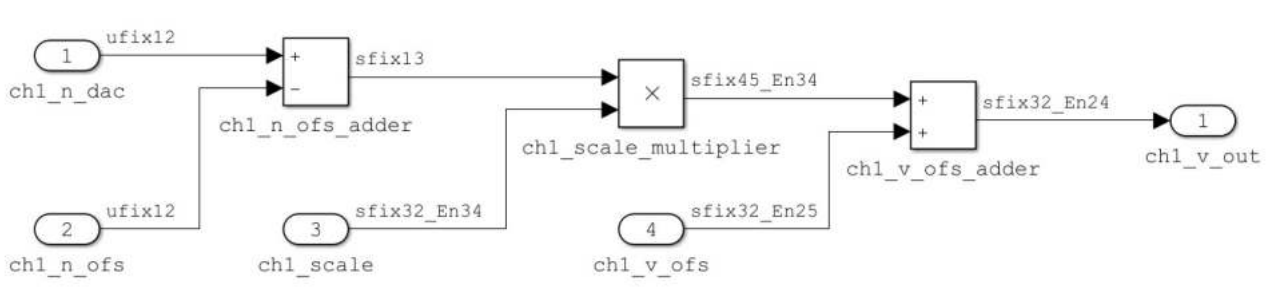 ufix12
1
+
sfix13
ch1_n_dac
−
ch1_n_ofs_adder
×
sfix45_En34
ch1_scale_multiplier
+
sfix32_En24
+
1
ch1_v_ofs_adder
ch1_v_out
ufix12
2
ch1_n_ofs
sfix32_En34
3
ch1_scale
sfix32_En25
4
ch1_v_ofs